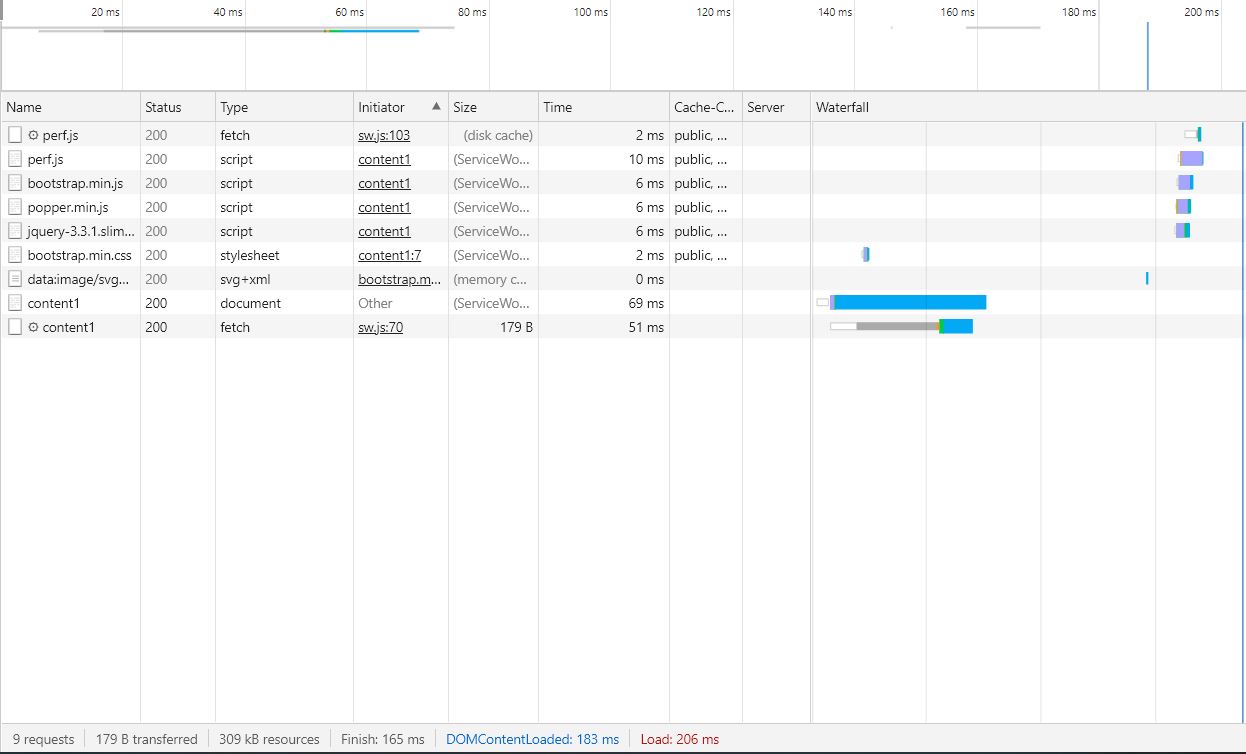 20 ms 40 ms 60 ms 80 ms 100 ms 120 ms 140 ms 160 ms 180 ms 200 ms
Name Status Type Initiator Size Time Cache-C... Server Waterfall
perf.js 200 fetch sw.js:103 (disk cache) 2 ms public, ...
perf.js 200 script content1 (ServiceWo... 10 ms public, ...
bootstrap.min.js 200 script content1 (ServiceWo... 6 ms public, ...
popper.min.js 200 script content1 (ServiceWo... 6 ms public, ...
jquery-3.3.1.slim... 200 script content1 (ServiceWo... 6 ms public, ...
bootstrap.min.css 200 stylesheet content1:7 (ServiceWo... 2 ms public, ...
data:image/svg... 200 svg+xml bootstrap.m... (memory c... 0 ms
content1 200 document Other (ServiceWo... 69 ms
content1 200 fetch sw.js:70 179 B 51 ms
9 requests 179 B transferred 309 kB resources Finish: 165 ms DOMContentLoaded: 183 ms Load: 206 ms